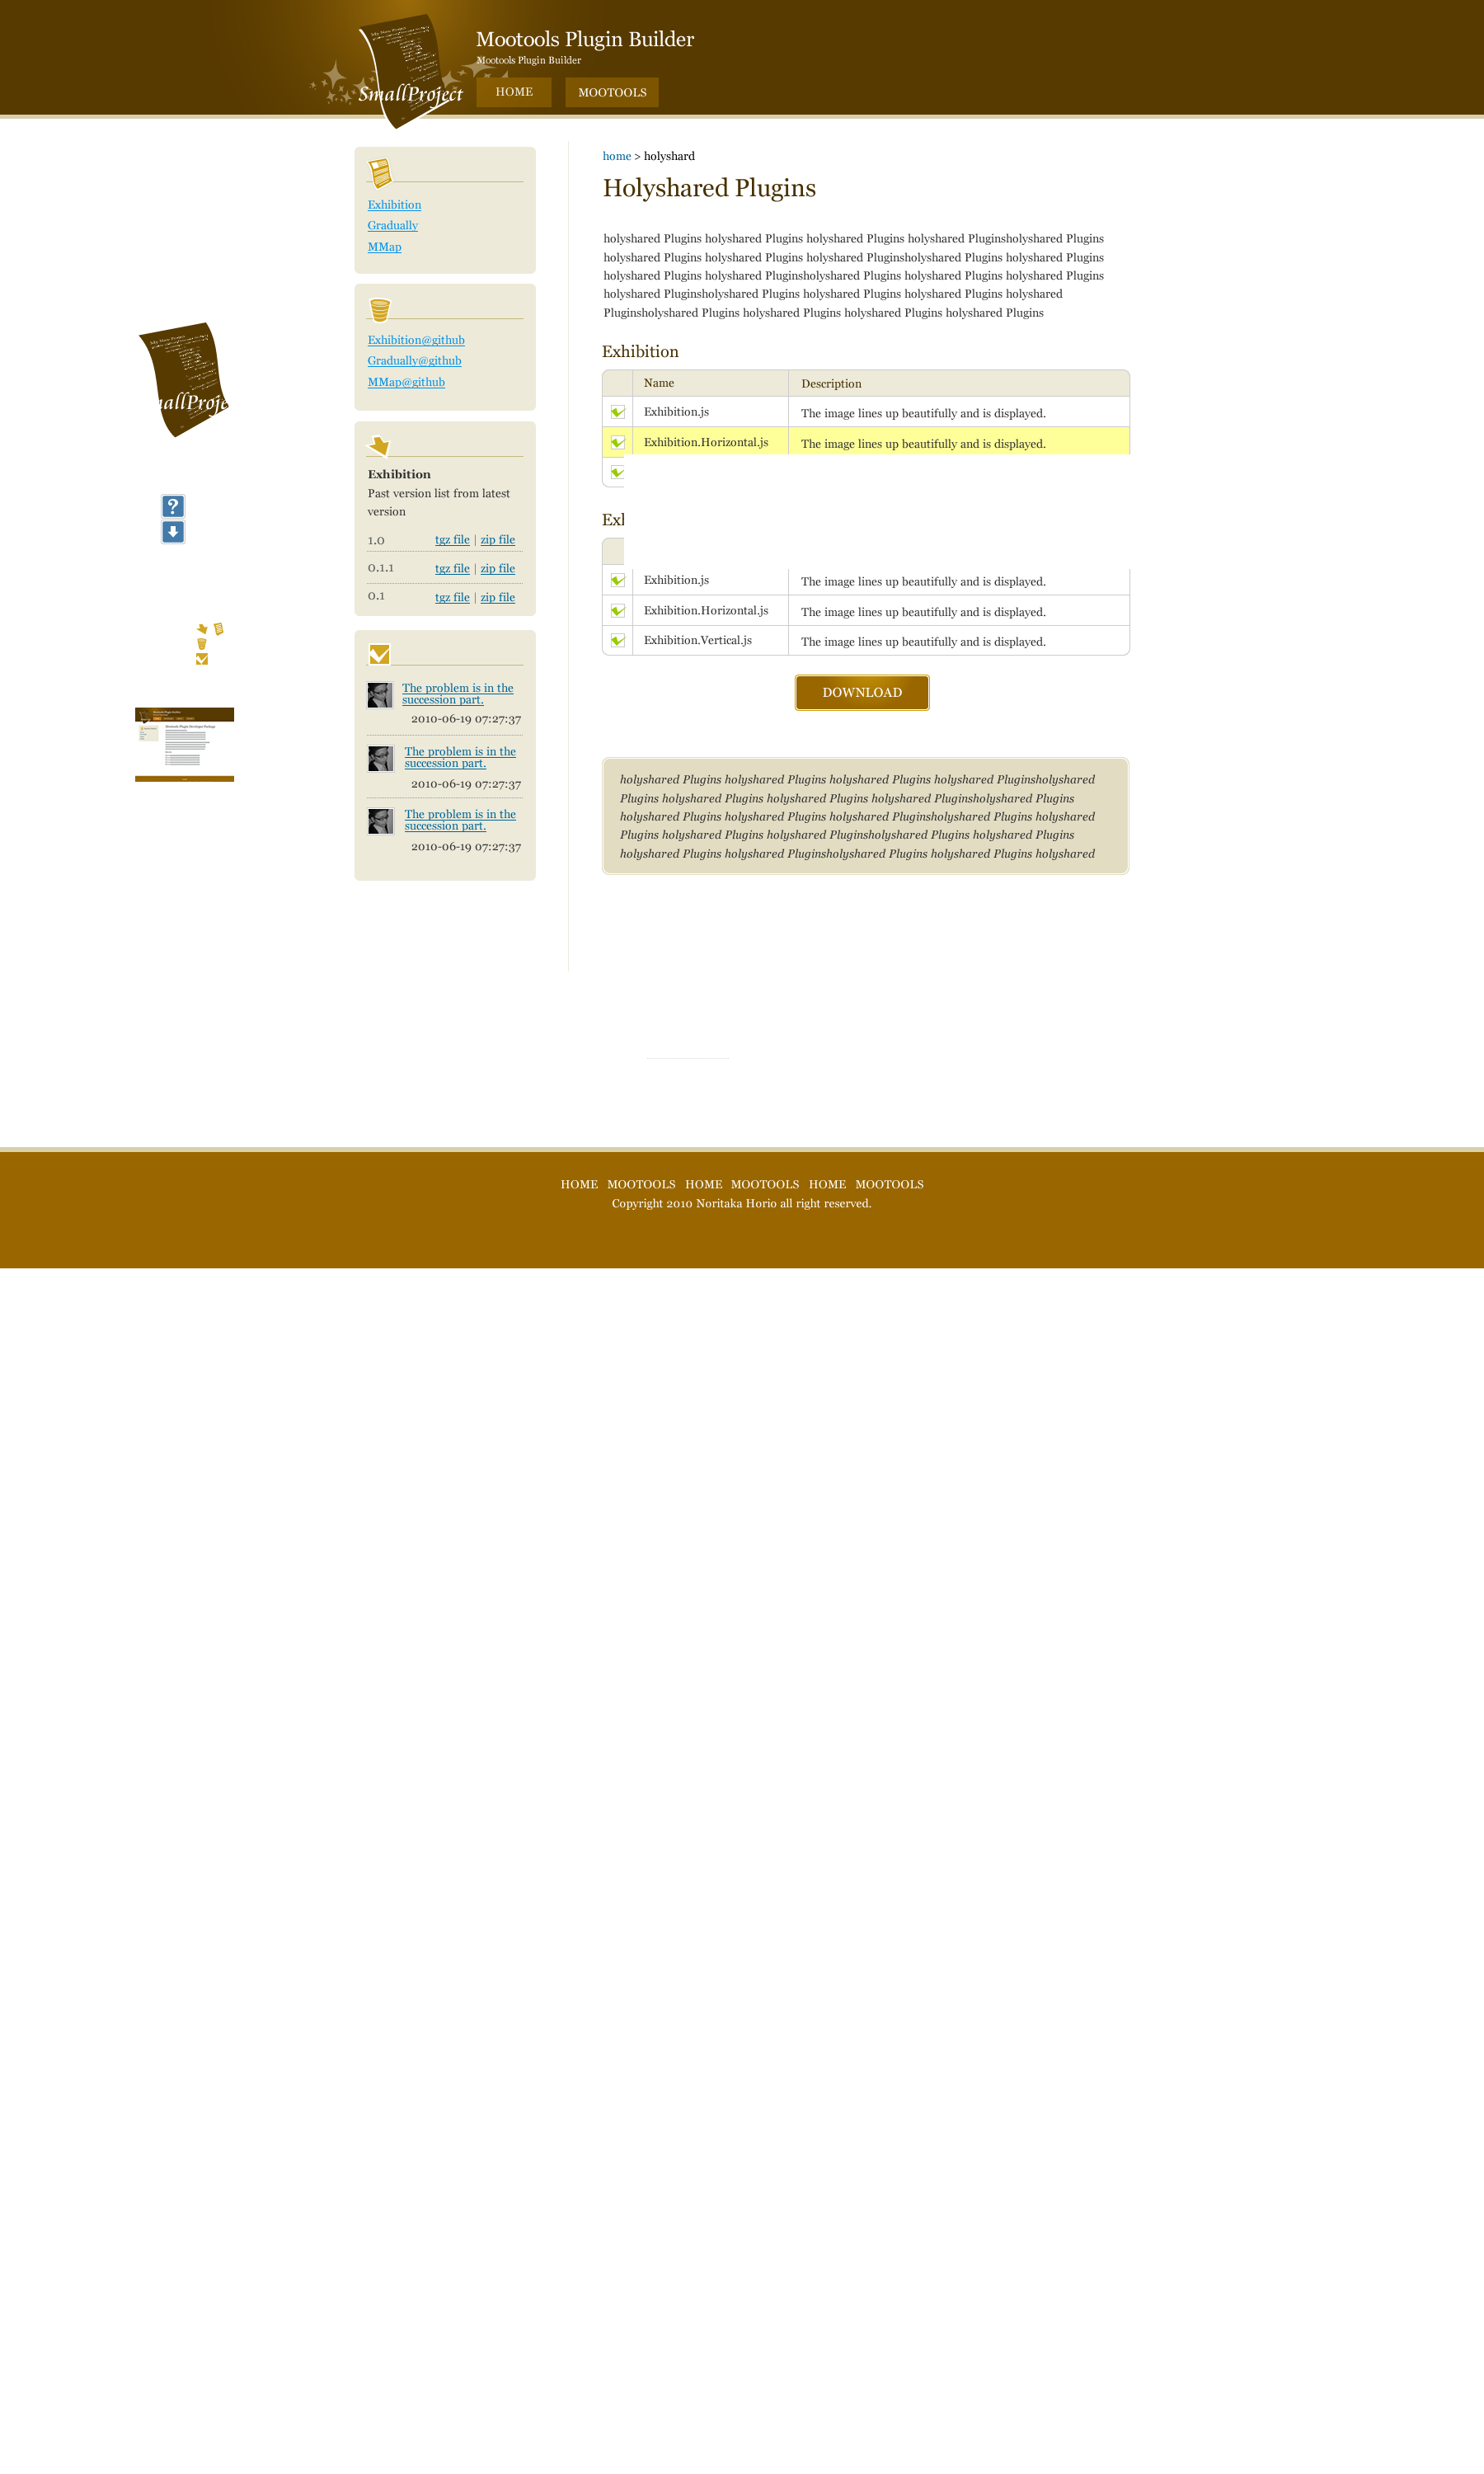 Mootools Plugin Builder
Mootools Plugin Builder
SmallProject
HOME
MOOTOOLS
Exhibition
Gradually
MMap
Exhibition@github
Gradually@github
MMap@github
Exhibition
Past version list from latest
version
1.0 tgz file | zip file
0.1.1 tgz file | zip file
0.1 tgz file | zip file
The problem is in the
succession part.
2010-06-19 07:27:37
The problem is in the
succession part.
2010-06-19 07:27:37
The problem is in the
succession part.
2010-06-19 07:27:37
home > holyshard
Holyshared Plugins
holyshared Plugins holyshared Plugins holyshared Plugins holyshared Pluginsholyshared Plugins
holyshared Plugins holyshared Plugins holyshared Pluginsholyshared Plugins holyshared Plugins
holyshared Plugins holyshared Pluginsholyshared Plugins holyshared Plugins holyshared Plugins
holyshared Pluginsholyshared Plugins holyshared Plugins holyshared Plugins holyshared
Pluginsholyshared Plugins holyshared Plugins holyshared Plugins holyshared Plugins
Exhibition
Name Description
Exhibition.js The image lines up beautifully and is displayed.
Exhibition.Horizontal.js The image lines up beautifully and is displayed.
Exl
Exhibition.js The image lines up beautifully and is displayed.
Exhibition.Horizontal.js The image lines up beautifully and is displayed.
Exhibition.Vertical.js The image lines up beautifully and is displayed.
DOWNLOAD
holyshared Plugins holyshared Plugins holyshared Plugins holyshared Pluginsholyshared
Plugins holyshared Plugins holyshared Plugins holyshared Pluginsholyshared Plugins
holyshared Plugins holyshared Plugins holyshared Pluginsholyshared Plugins holyshared
Plugins holyshared Plugins holyshared Pluginsholyshared Plugins holyshared Plugins
holyshared Plugins holyshared Pluginsholyshared Plugins holyshared Plugins holyshared
HOME MOOTOOLS HOME MOOTOOLS HOME MOOTOOLS
Copyright 2010 Noritaka Horio all right reserved.